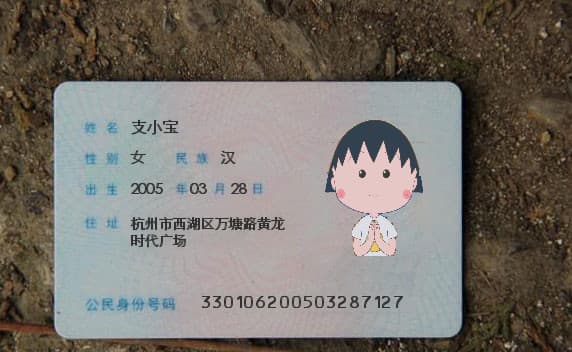 姓名 支小宝
性别 女 民族 汉
出生 2005 年 03 月 28 日
住址 杭州市西湖区万塘路黄龙
时代广场
公民身份号码 330106200503287127